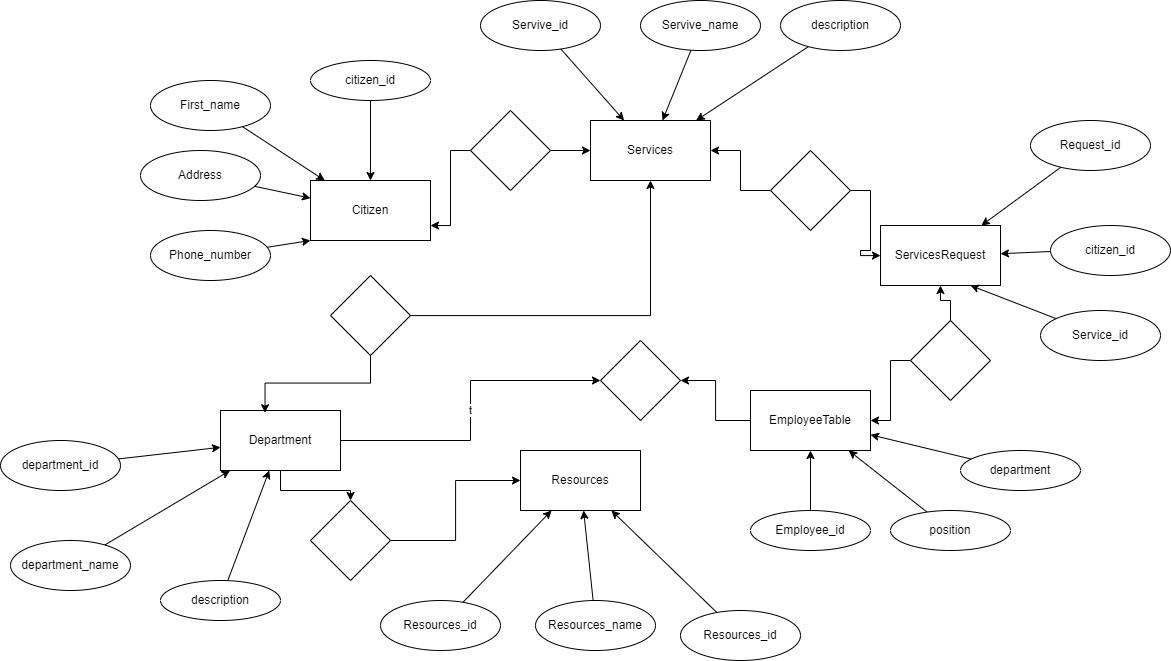 Servive_id
Servive_name
description
citizen_id
First_name
Services
Request_id
Address
Citizen
Phone_number
ServicesRequest
citizen_id
Service_id
t
EmployeeTable
Department
department_id
Resources
department
Employee_id
position
department_name
description
Resources_id
Resources_name
Resources_id